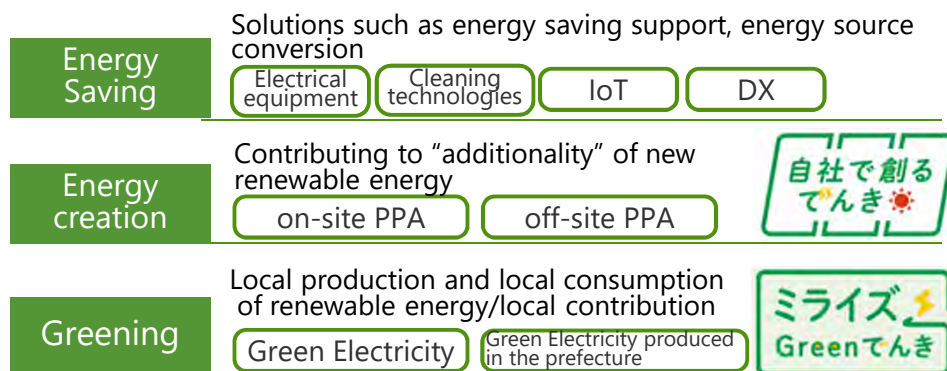 Energy
Saving
Solutions such as energy saving support, energy source
conversion
Electrical
equipment
Cleaning
technologies
IoT
DX
Energy
creation
Contributing to “additionality” of new
renewable energy
on-site PPA
off-site PPA
自社で創る
でんき
Greening
Local production and local consumption
of renewable energy/local contribution
Green Electricity
Green Electricity produced
in the prefecture
ミライズ
Greenでんき